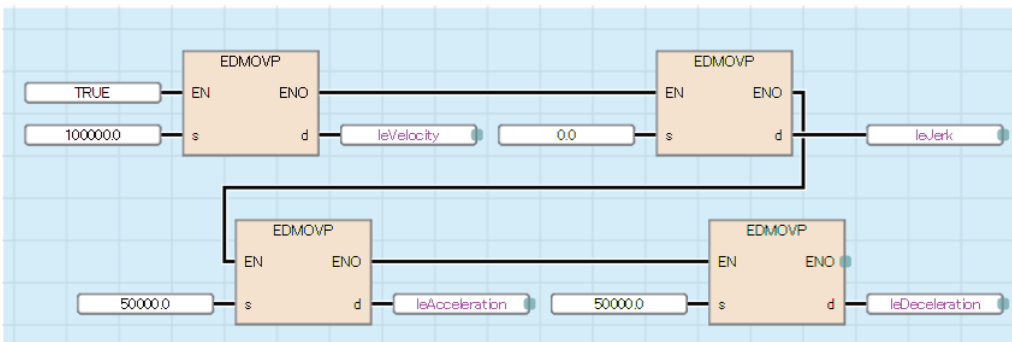 EDMOVP EDMOVP
TRUE EN ENO EN ENO
100000.0 s d leVelocity 0.0 s d leJerk
EDMOVP EDMOVP
EN ENO EN ENO
50000.0 s d leAcceleration 50000.0 s d leDeceleration